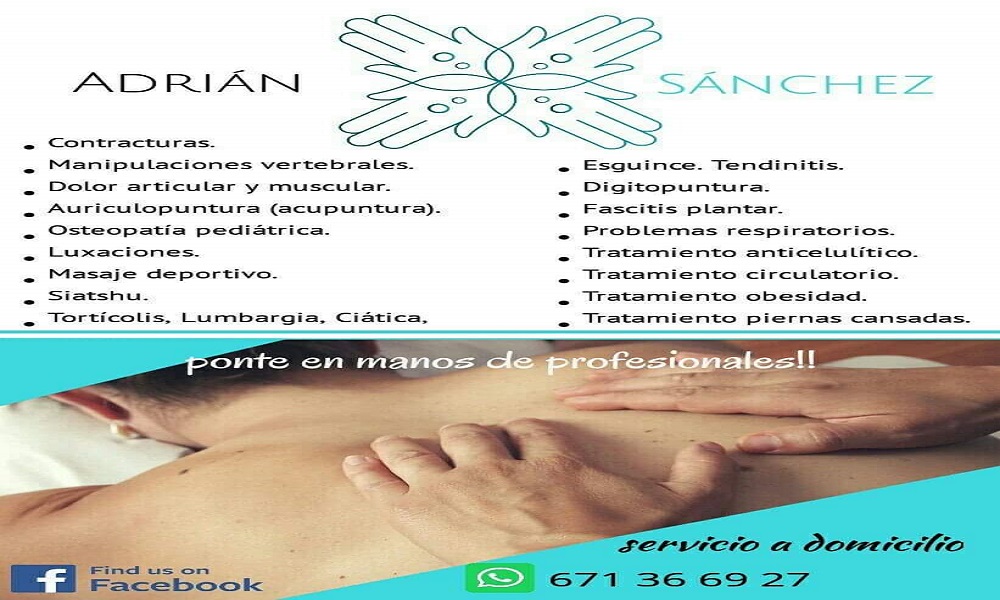 ADRIÁN SÁNCHEZ
Contracturas.
Manipulaciones vertebrales.
Dolor articular y muscular.
Auriculopuntura (acupuntura).
Osteopatía pediátrica.
Luxaciones.
Masaje deportivo.
Siatshu.
Tortícolis, Lumbargia, Ciática,
Esguince. Tendinitis.
Digitopuntura.
Fascitis plantar.
Problemas respiratorios.
Tratamiento anticelulítico.
Tratamiento circulatorio.
Tratamiento obesidad.
Tratamiento piernas cansadas.
ponte en manos de profesionales!!
servicio a domicilio
Find us on
Facebook
671 36 69 27